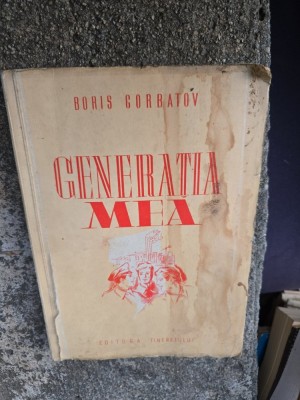 BORIS GORBATOV
GENERATIA
MEA
EDITURA TINERETULUI